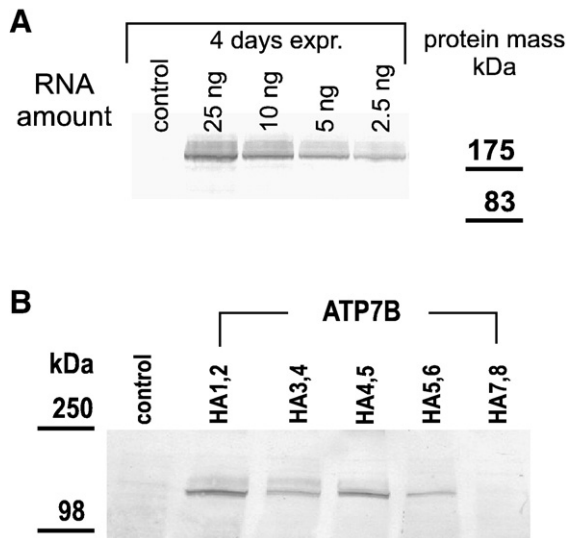 A
4 days expr.
protein mass
kDa
RNA
amount
control
25 ng
10 ng
5 ng
2.5 ng
175
83
B
ATP7B
kDa
control
HA1,2
HA3,4
HA4,5
HA5,6
HA7,8
250
98